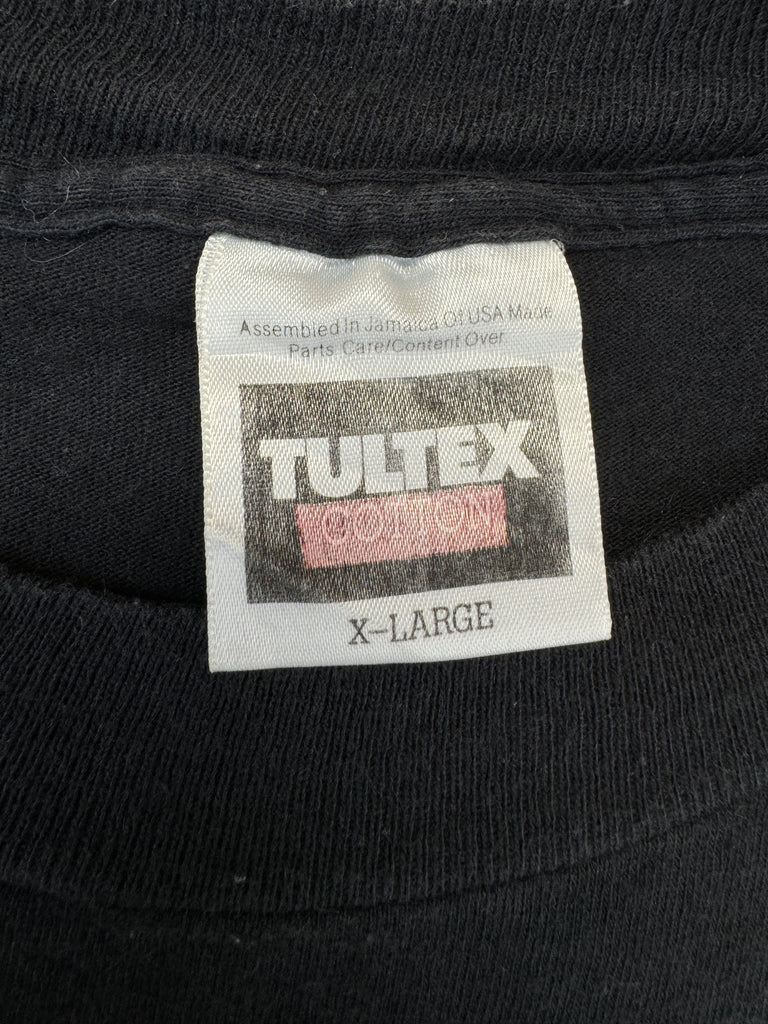 Assembled In Jamaica Of USA Made
Parts Care/Content Over
TULTEX
COTTON
X-LARGE